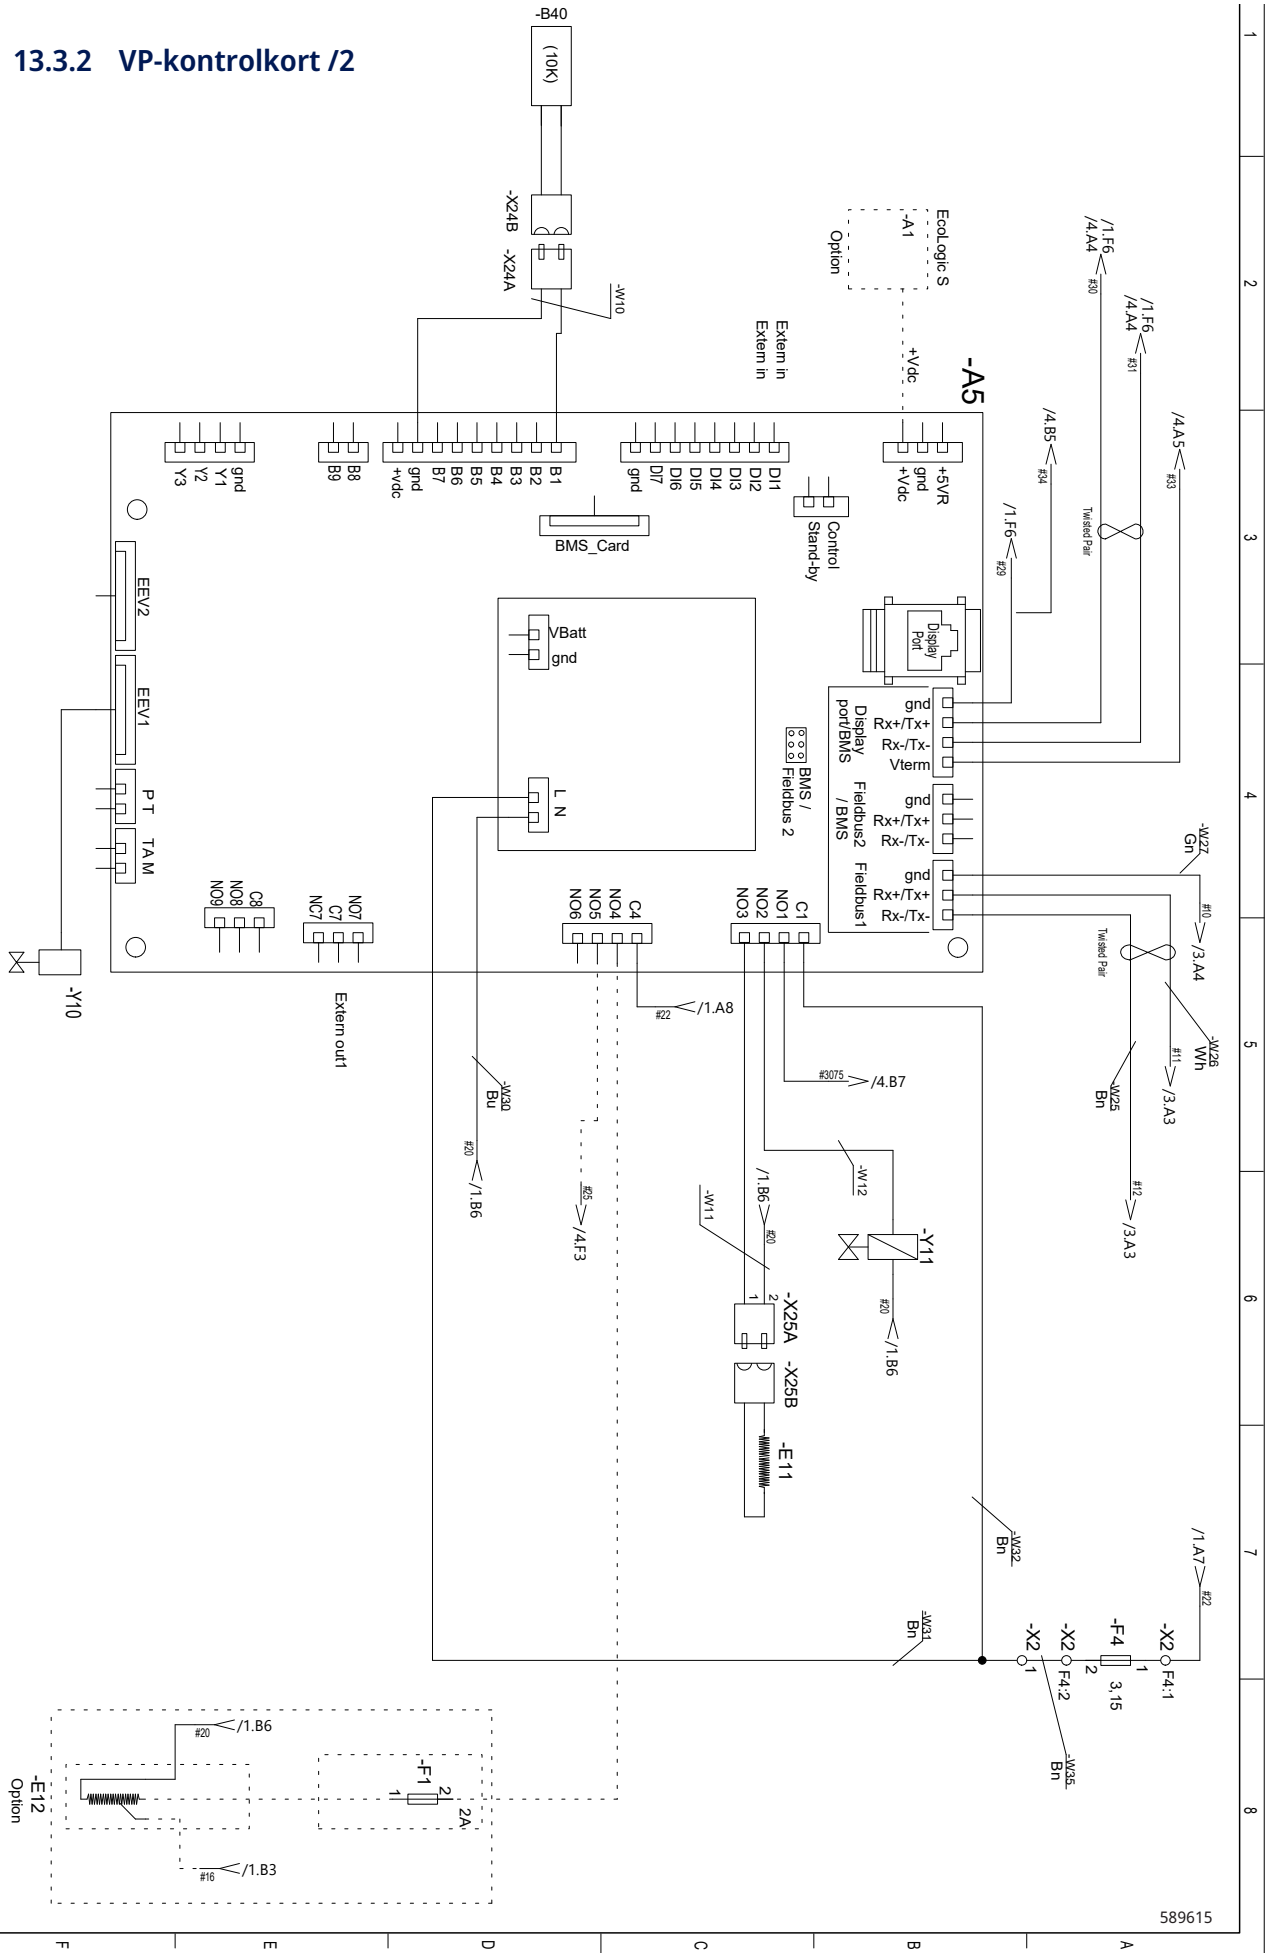 13.3.2 VP-kontrolkort /2
-B40
(10K)
-X24B
-X24A
-W10
EcoLogic S
-A1
Option
+Vdc
Extern in
Extern in
-A5
/1.F6
/4.A4
#30
/1.F6
/4.A4
#31
/4.A5
#33
/4.B5
#34
/1.F6
#29
Twisted Pair
Y3
Y2
Y1
gnd
B9
B8
+vdc
gnd
B7
B6
B5
B4
B3
B2
B1
gnd
DI7
DI6
DI5
DI4
DI3
DI2
DI1
+Vdc
gnd
+5VR
Control
Stand-by
BMS_Card
Display
Port
EEV2
EEV1
P T
TA M
VBatt
gnd
L N
BMS /
Fieldbus 2
Display
port/BMS
gnd
Rx+/Tx+
Rx-/Tx-
Vterm
Fieldbus2
/ BMS
gnd
Rx+/Tx+
Rx-/Tx-
Fieldbus1
gnd
Rx+/Tx+
Rx-/Tx-
-W27
Gn
#10
/3.A4
Twisted Pair
-W26
Wh
#11
/3.A3
-W25
Bn
#12
/3.A3
NO9
NO8
C8
NC7
C7
NO7
NO6
NO5
NO4
C4
NO3
NO2
NO1
C1
-Y10
Extern out1
#22
/1.A8
#3075
/4.B7
-W30
Bu
#20
/1.B6
#25
/4.F3
-W11
/1.B6
#20
-W12
-Y11
#20
/1.B6
1
2
-X25A
-X25B
-E11
-W32
Bn
-W31
Bn
/1.A7
#22
-X2
1
-X2
F4:2
-F4
2
1
3,15
-X2
F4:1
-W35
Bn
/1.B6
#20
-F1
1
2
2A
-E12
Option
#16
/1.B3
589615
1
2
3
4
5
6
7
8
F
E
D
C
B
A